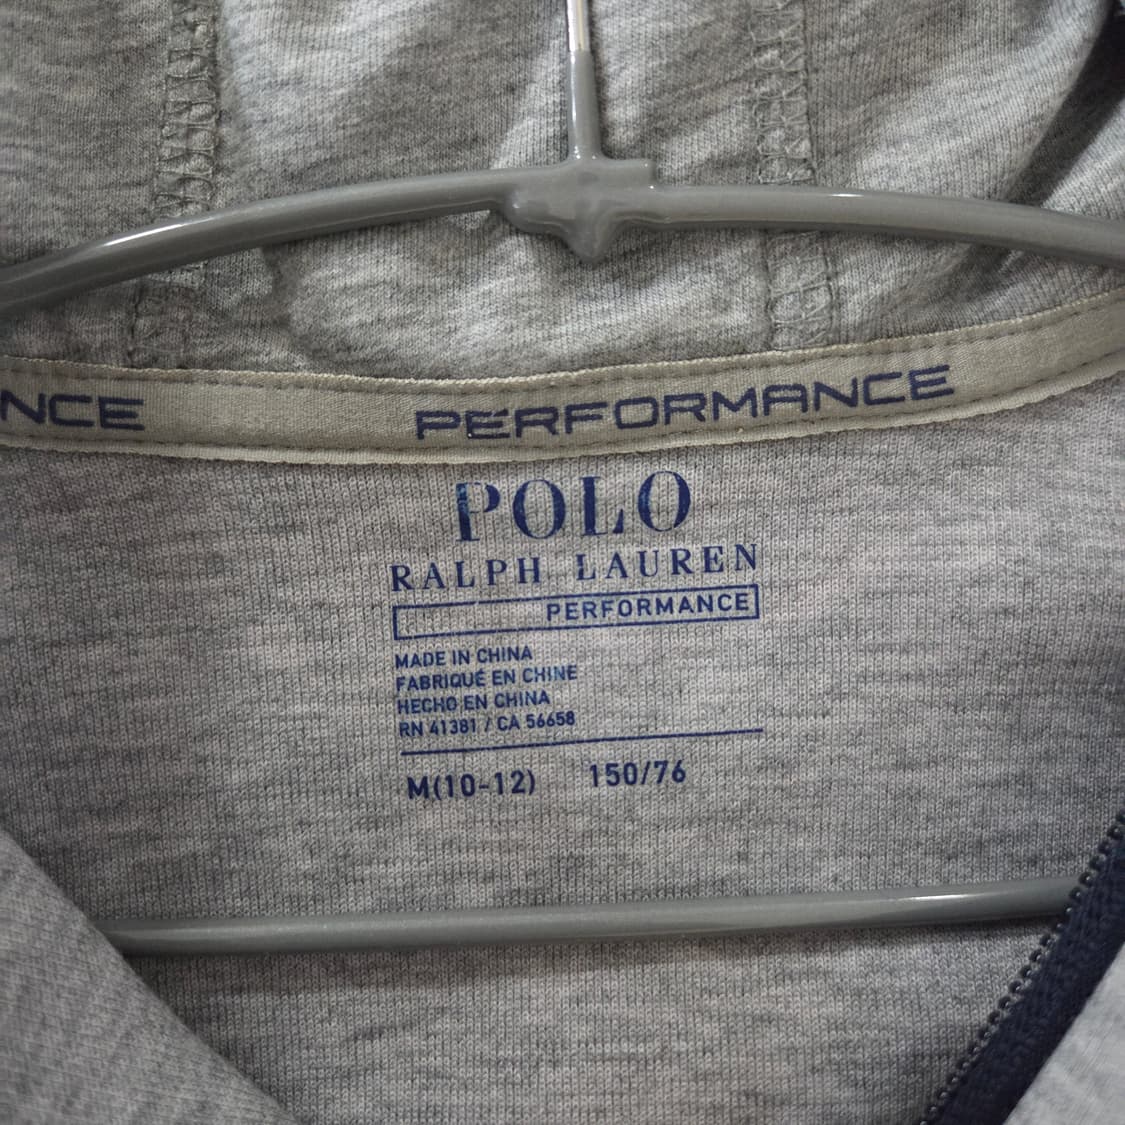 NCE PERFORMANCE
POLO
RALPH LAUREN
PERFORMANCE
MADE IN CHINA
FABRIQUÉ EN CHINE
HECHO EN CHINA
RN 41381 / CA 56658
M(10-12) 150/76